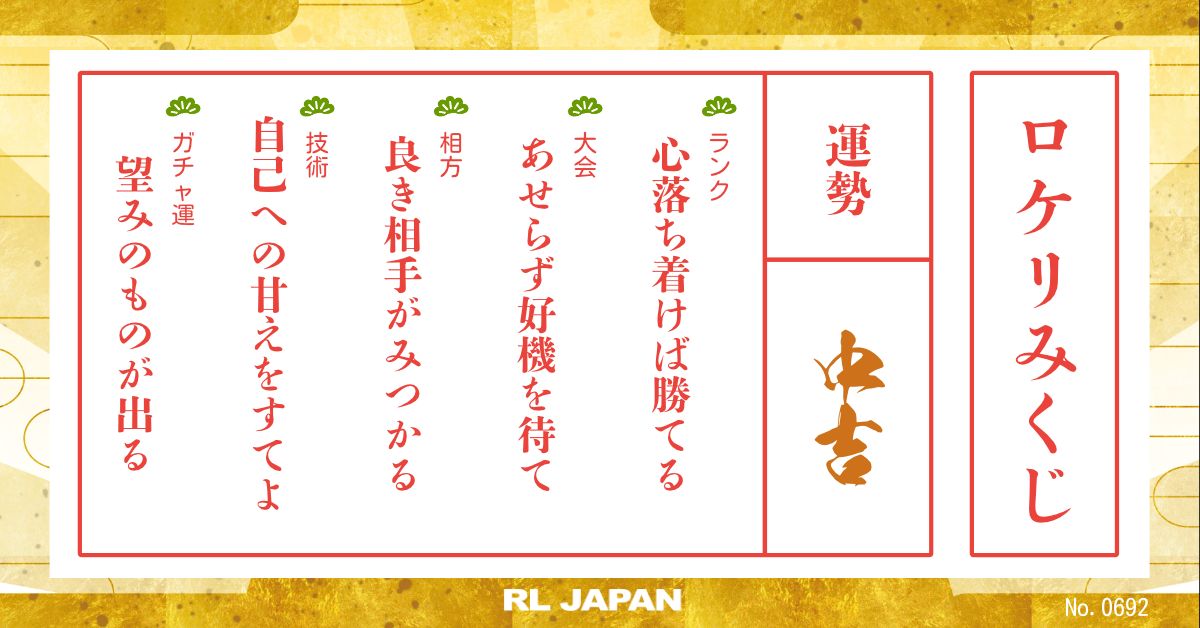 ロケリみくじ
運勢
中吉
ランク
心落ち着けば勝てる
大会
あせらず好機を待て
相方
良き相手がみつかる
技術
自己への甘えをすてよ
ガチャ運
望みのものが出る
RL JAPAN
No. 0692